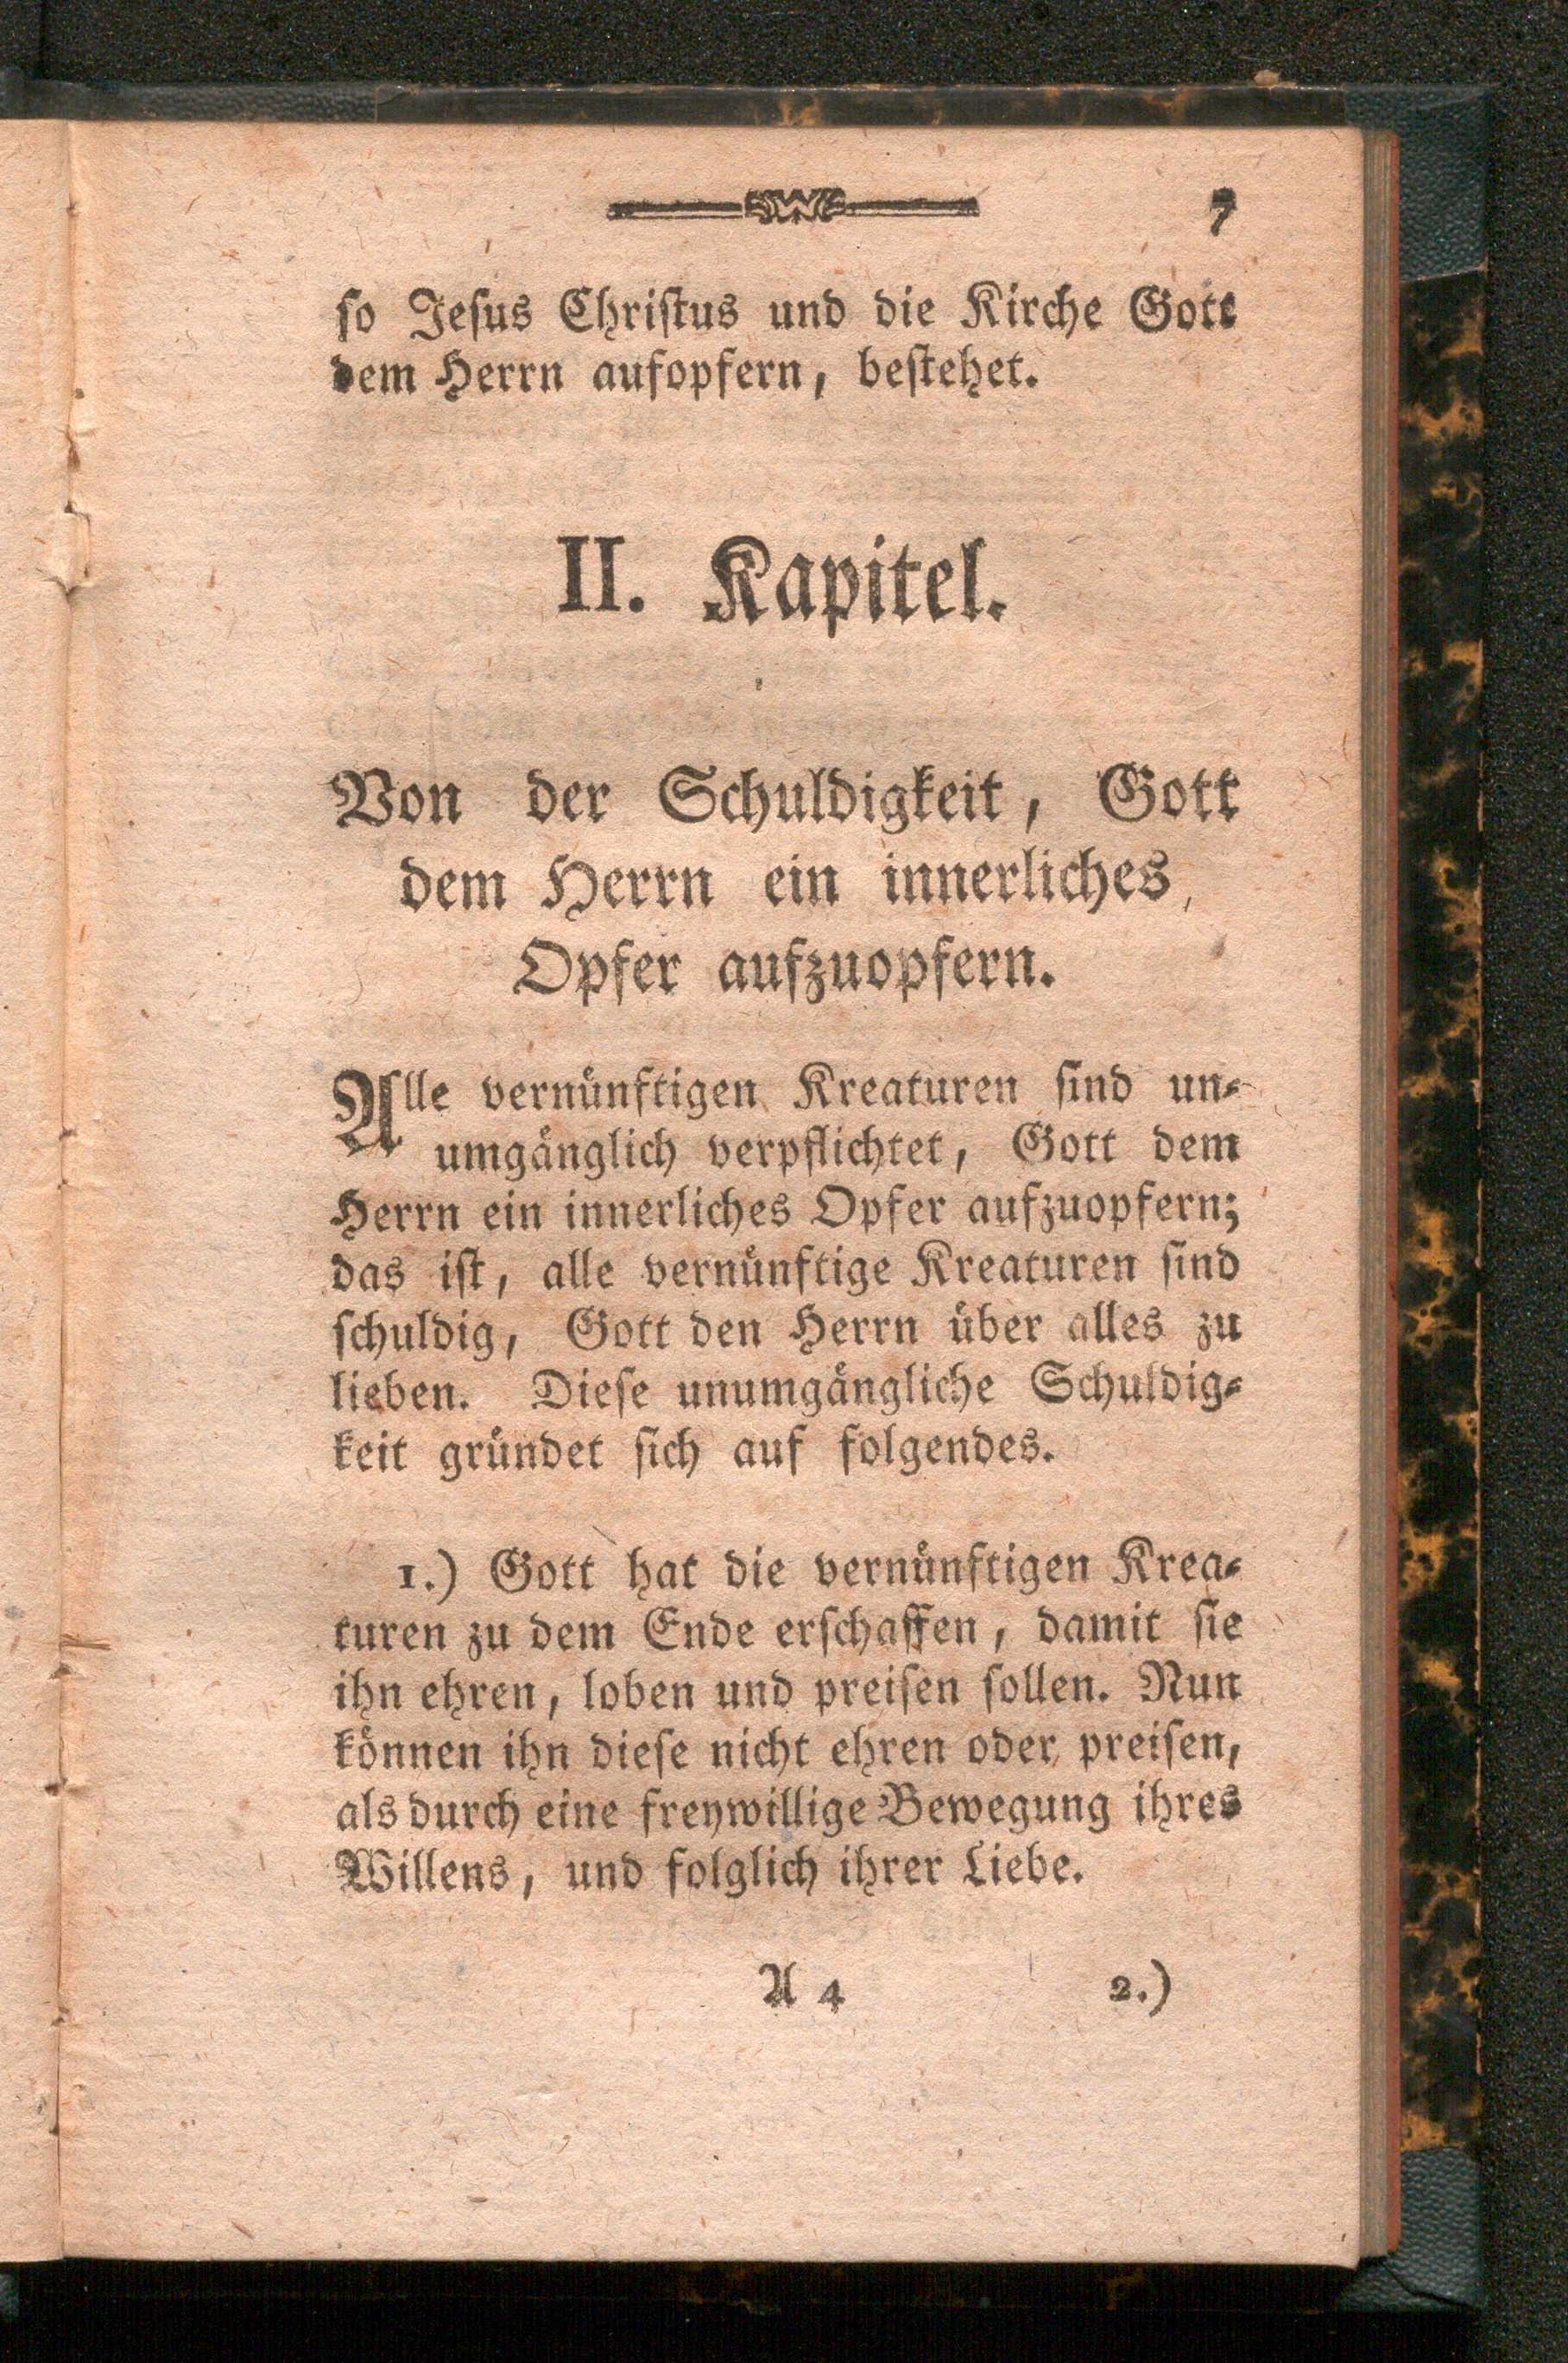 7
so Jesus Christus und die Kirche Gott
dem Herrn aufopfern, bestehet.
II. Kapitel.
Von der Schuldigkeit, Gott
dem Herrn ein innerliches
Opfer aufzuopfern.
Alle vernünftigen Kreaturen sind un-
umgänglich verpflichtet, Gott dem
Herrn ein innerliches Opfer aufzuopfern;
das ist, alle vernünftige Kreaturen sind
schuldig, Gott den Herrn über alles zu
lieben. Diese unumgängliche Schuldig-
keit gründet sich auf folgendes.
1.) Gott hat die vernünftigen Krea-
turen zu dem Ende erschaffen, damit sie
ihn ehren, loben und preisen sollen. Nun
können ihn diese nicht ehren oder preisen,
als durch eine freywillige Bewegung ihres
Willens, und folglich ihrer Liebe.
A 4 2.)